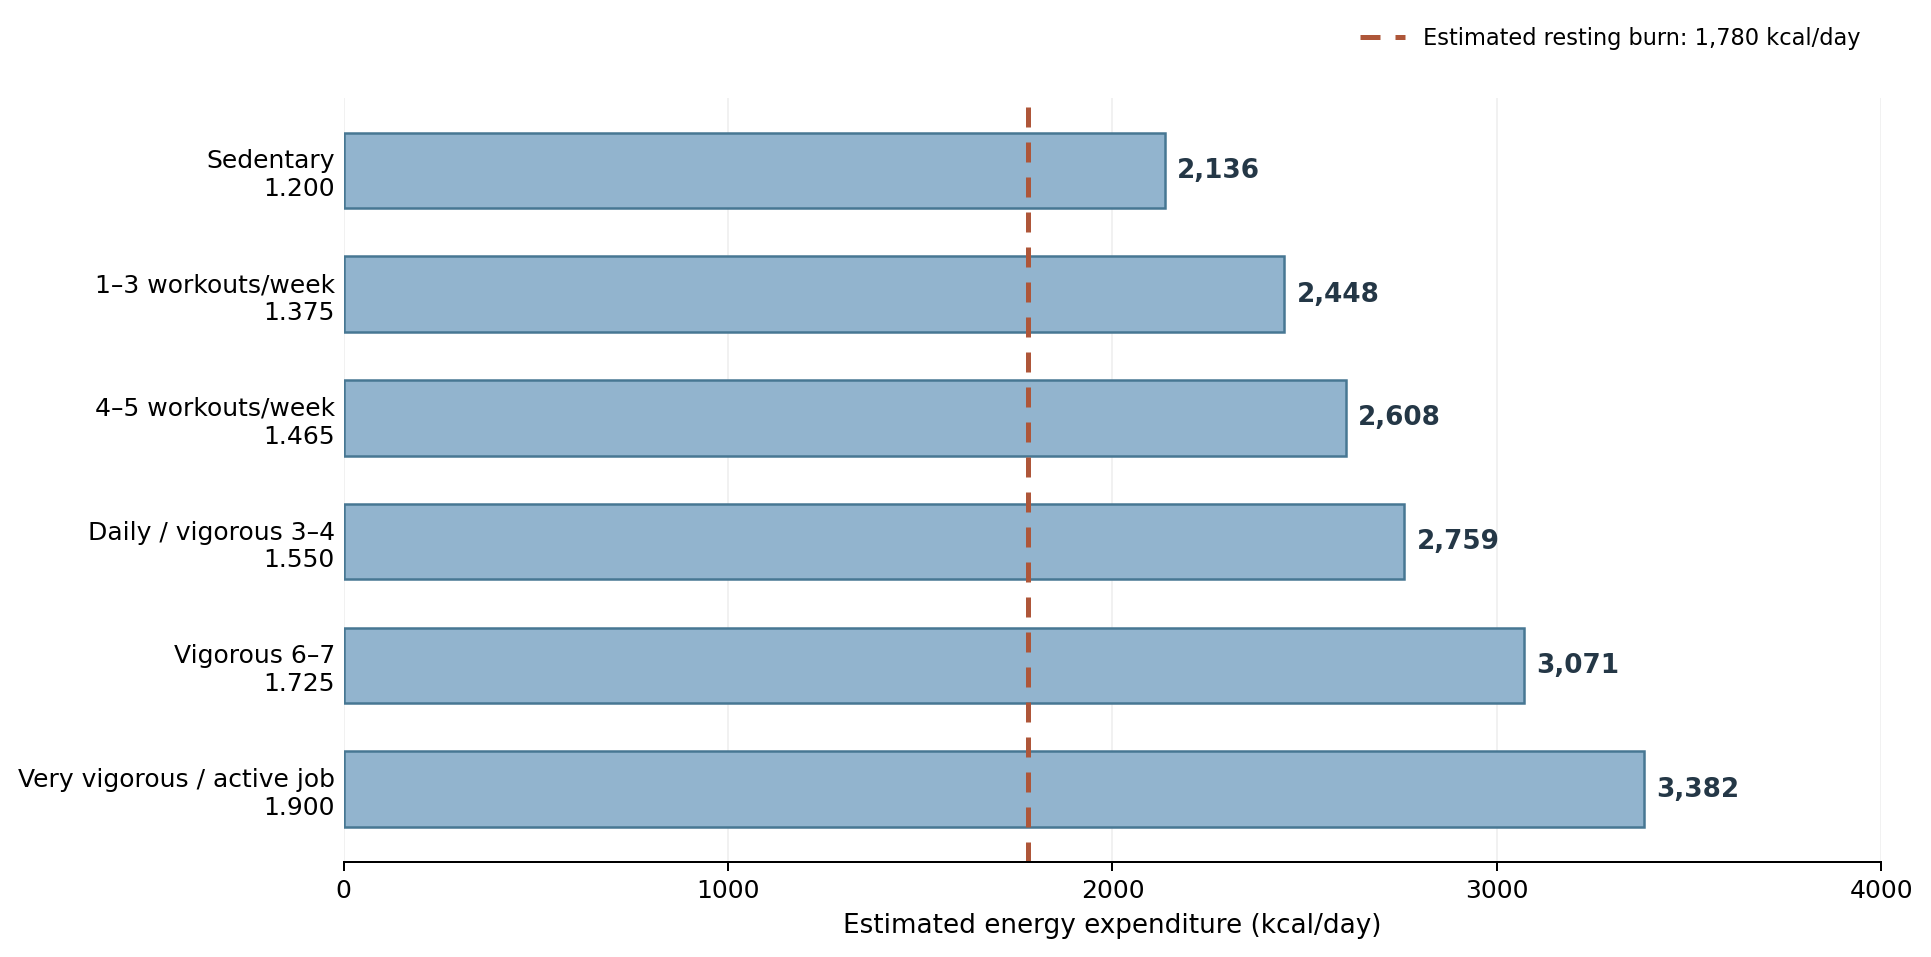 Estimated resting burn: 1,780 kcal/day
Sedentary
1.200
2,136
1–3 workouts/week
1.375
2,448
4–5 workouts/week
1.465
2,608
Daily / vigorous 3–4
1.550
2,759
Vigorous 6–7
1.725
3,071
Very vigorous / active job
1.900
3,382
0 1000 2000 3000 4000
Estimated energy expenditure (kcal/day)